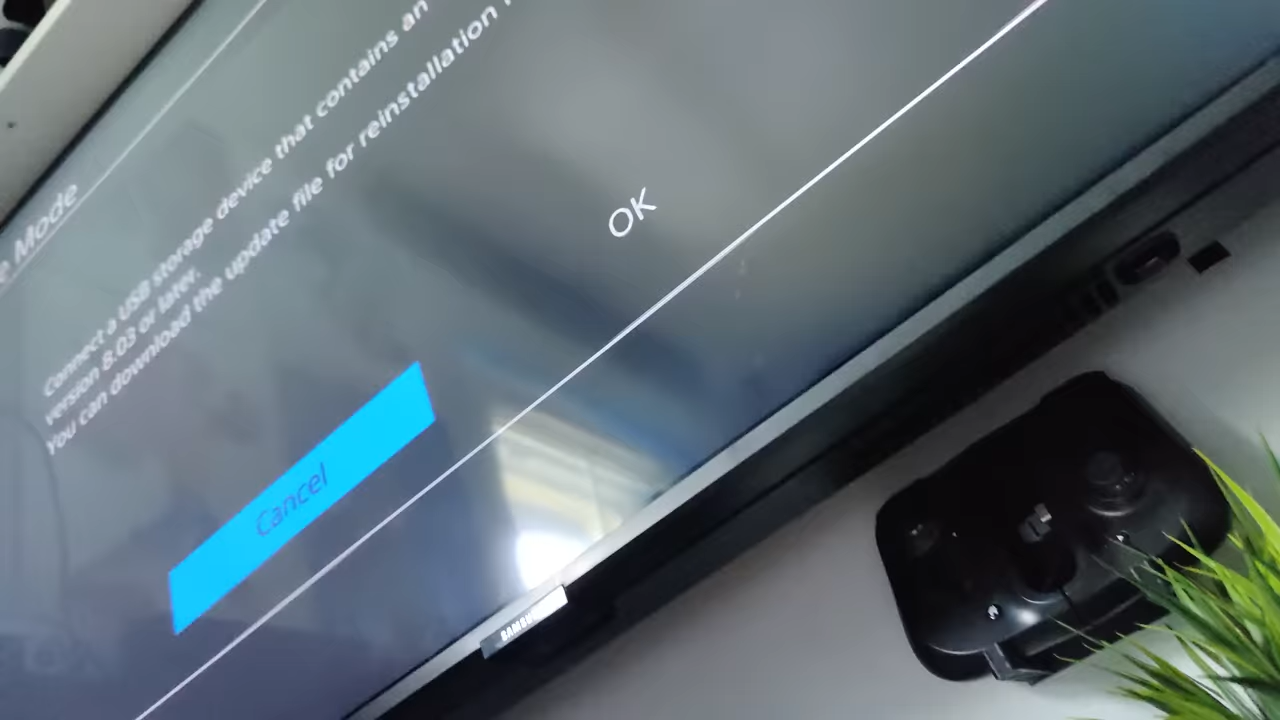 e Mode
Connect a USB storage device that contains an
version 8.03 or later.
You can download the update file for reinstallation
Cancel
OK
SAMSUNG